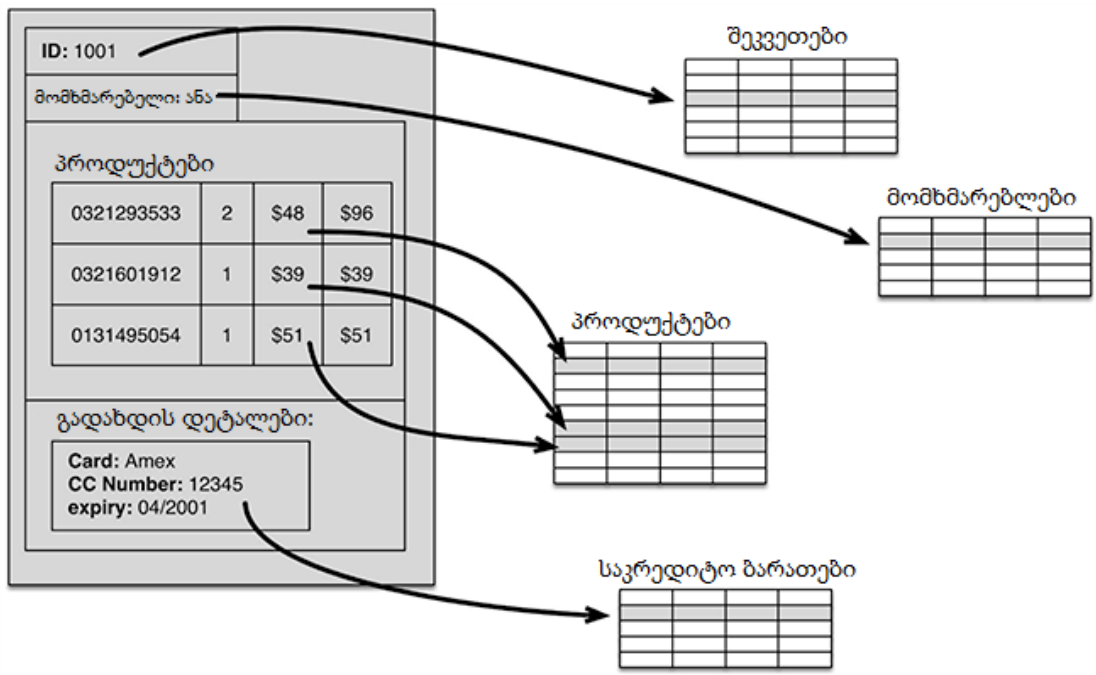 ID: 1001
მომხმარებელი: ანა
პროდუქტები
0321293533 2 $48 $96
0321601912 1 $39 $39
0131495054 1 $51 $51
გადახდის დეტალები:
Card: Amex
CC Number: 12345
expiry: 04/2001
შეკვეთები
მომხმარებლები
პროდუქტები
საკრედიტო ბარათები